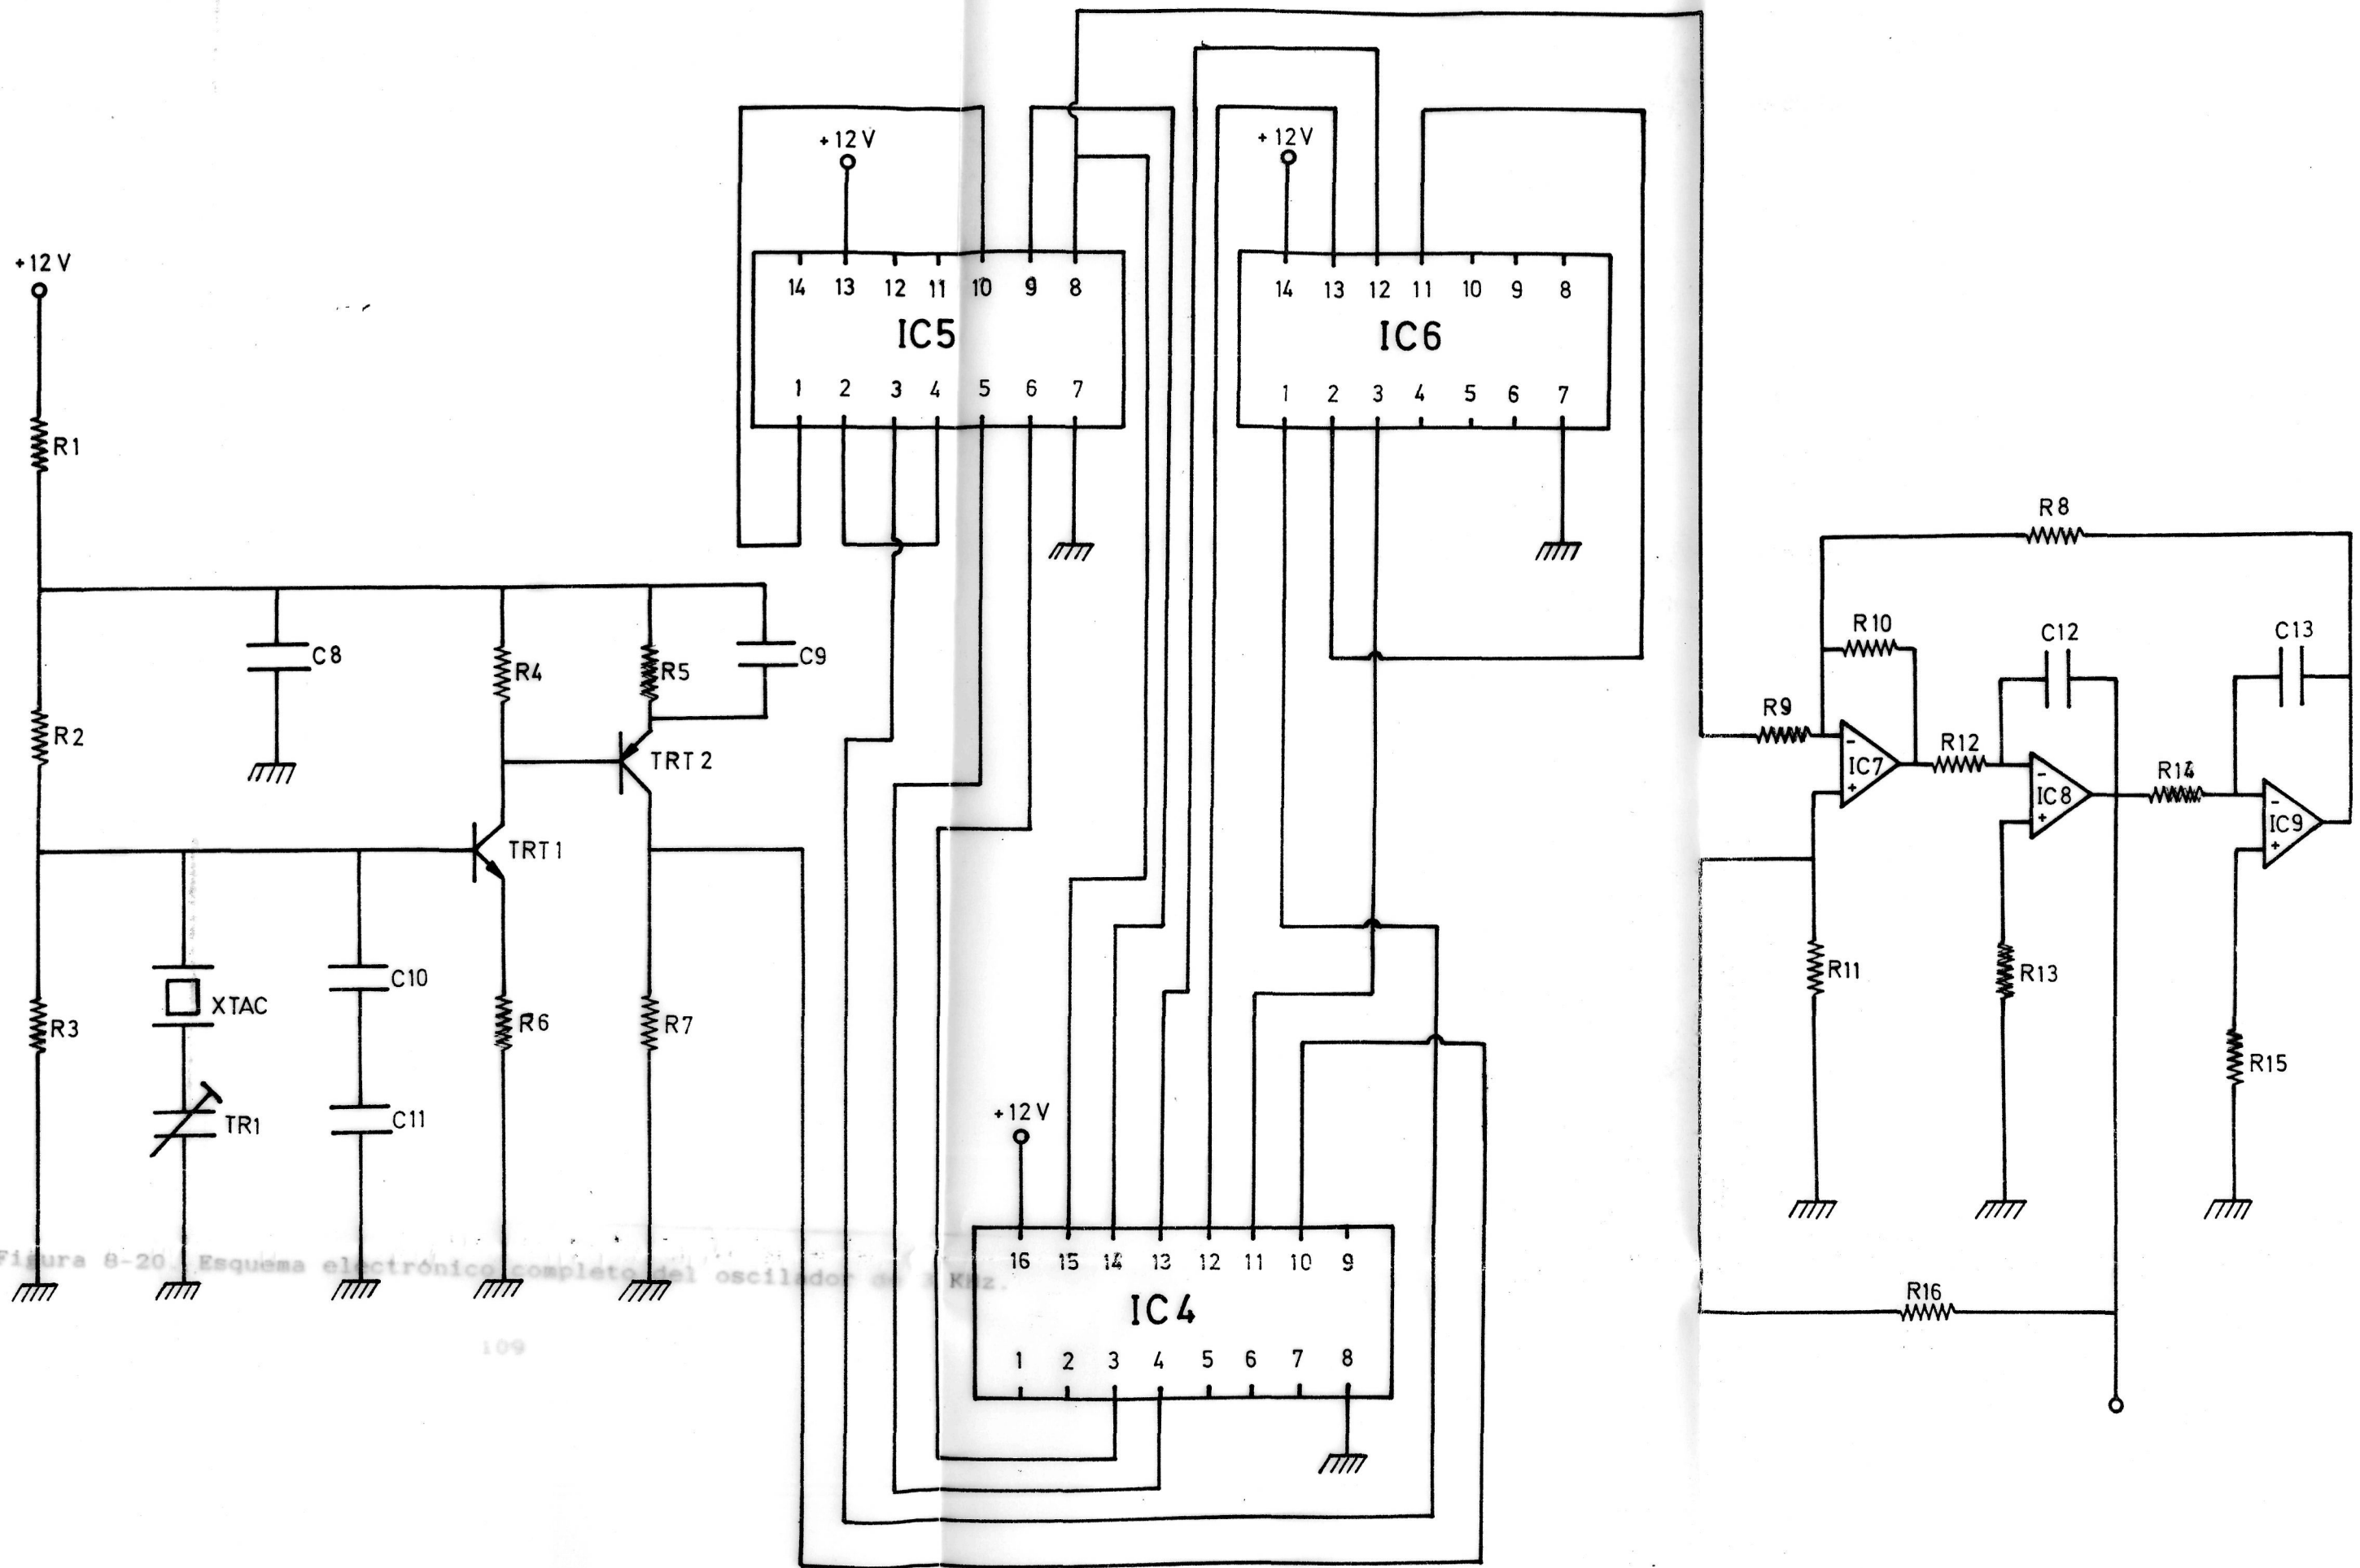 +12V
+12V
+12V
14 13 12 11 10 9 8
IC5
1 2 3 4 5 6 7
14 13 12 11 10 9 8
IC6
1 2 3 4 5 6 7
R1
R2
R3
C8
R4
R5
C9
TRT2
TRT1
XTAC
TR1
C10
C11
R6
R7
+12V
16 15 14 13 12 11 10 9
IC4
1 2 3 4 5 6 7 8
R8
R10
C12
C13
R9
- IC7 +
R12
- IC8 +
R14
- IC9 +
R11
R13
R15
R16
Figura 8-20. Esquema electrónico completo del oscilador de KHz.
109